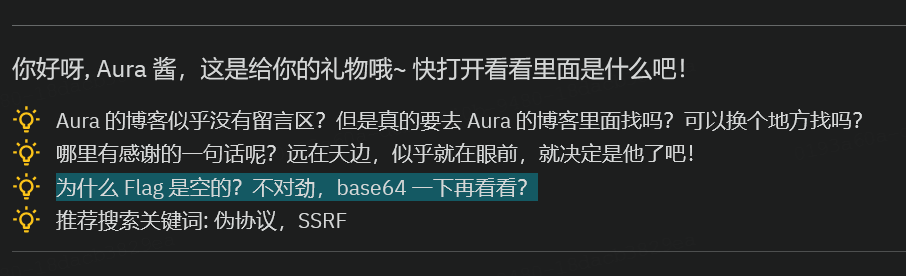 你好呀, Aura 酱，这是给你的礼物哦~ 快打开看看里面是什么吧！
Aura 的博客似乎没有留言区？但是真的要去 Aura 的博客里面找吗？可以换个地方找吗？
哪里有感谢的一句话呢？远在天边，似乎就在眼前，就决定是他了吧！
为什么 Flag 是空的？不对劲，base64 一下再看看？
推荐搜索关键词: 伪协议，SSRF